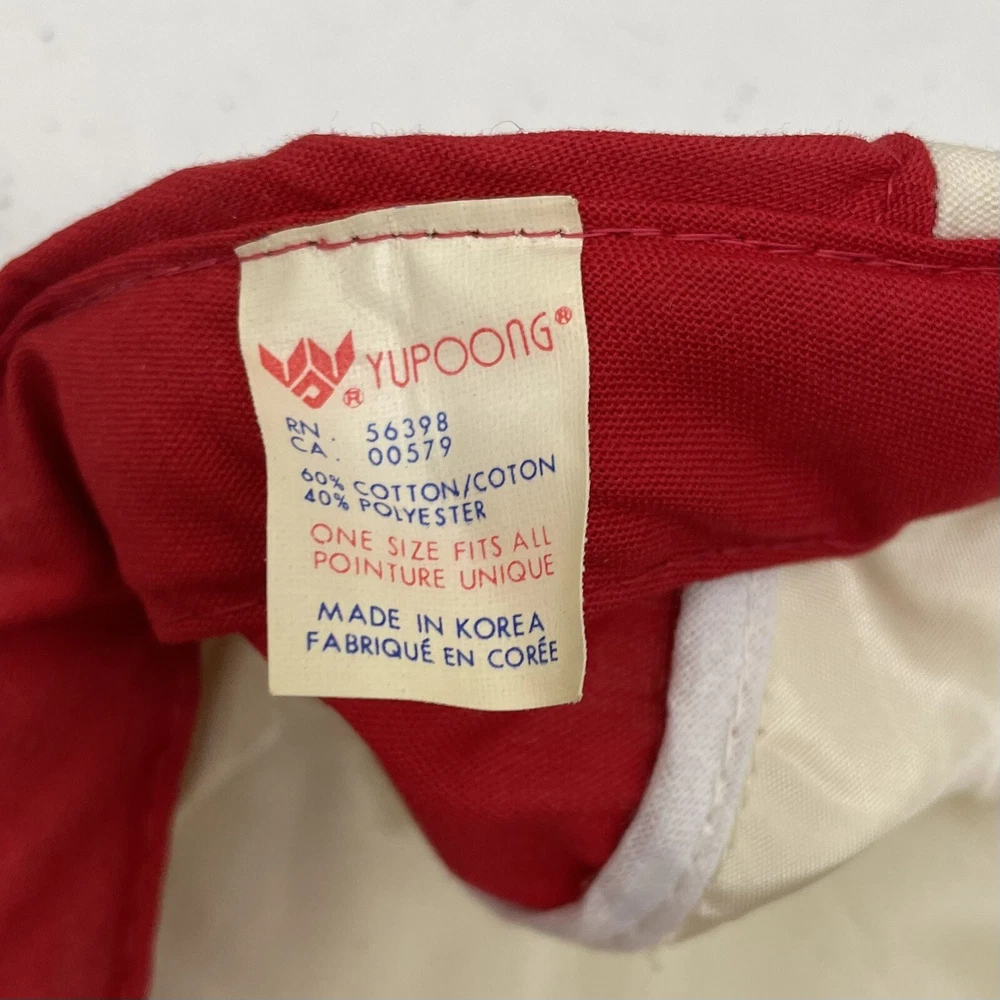 YUPOONG®
®
RN. 56398
CA. 00579
60% COTTON/COTON
40% POLYESTER
ONE SIZE FITS ALL
POINTURE UNIQUE
MADE IN KOREA
FABRIQUÉ EN CORÉE